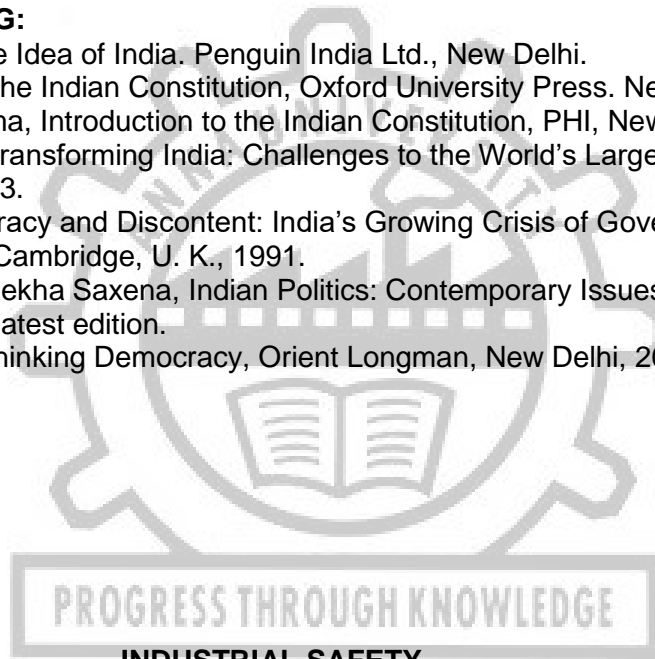 G:
e Idea of India. Penguin India Ltd., New Delhi.
he Indian Constitution, Oxford University Press. Ne
na, Introduction to the Indian Constitution, PHI, New
ransforming India: Challenges to the World’s Large
3.
racy and Discontent: India’s Growing Crisis of Gove
Cambridge, U. K., 1991.
ekha Saxena, Indian Politics: Contemporary Issues
atest edition.
hinking Democracy, Orient Longman, New Delhi, 20
ANNA UNIVERSITY
PROGRESS THROUGH KNOWLEDGE
INDUSTRIAL SAFETY